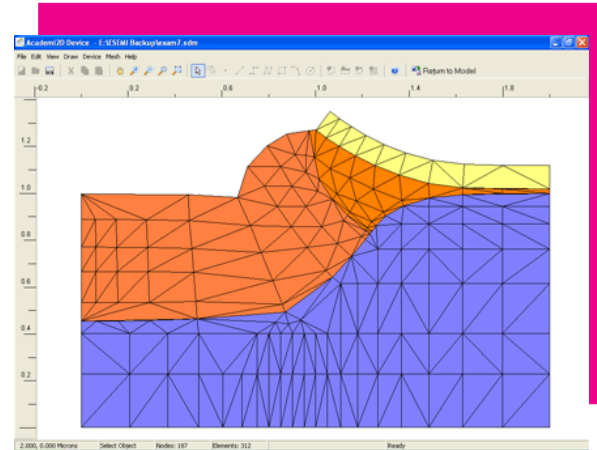 Academi2D Device - E:\ESEMI Backup\exam7.sdm
File Edit View Draw Device Mesh Help
Return to Model
-0.2 0.2 0.6 1.0 1.4 1.8
1.2
1.0
0.8
0.6
0.4
0.2
2.000, 0.000 Microns Select Object Nodes: 187 Elements: 312 Ready